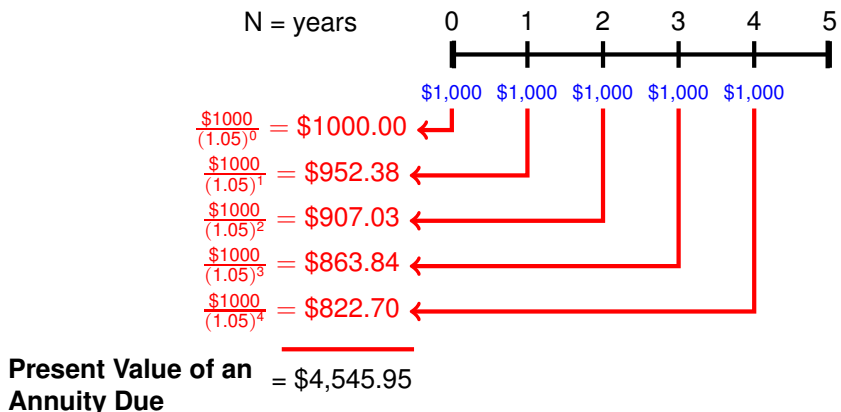 N = years 0 1 2 3 4 5
$1,000 $1,000 $1,000 $1,000 $1,000
$1000/(1.05)^0 = $1000.00
$1000/(1.05)^1 = $952.38
$1000/(1.05)^2 = $907.03
$1000/(1.05)^3 = $863.84
$1000/(1.05)^4 = $822.70
Present Value of an
Annuity Due
= $4,545.95